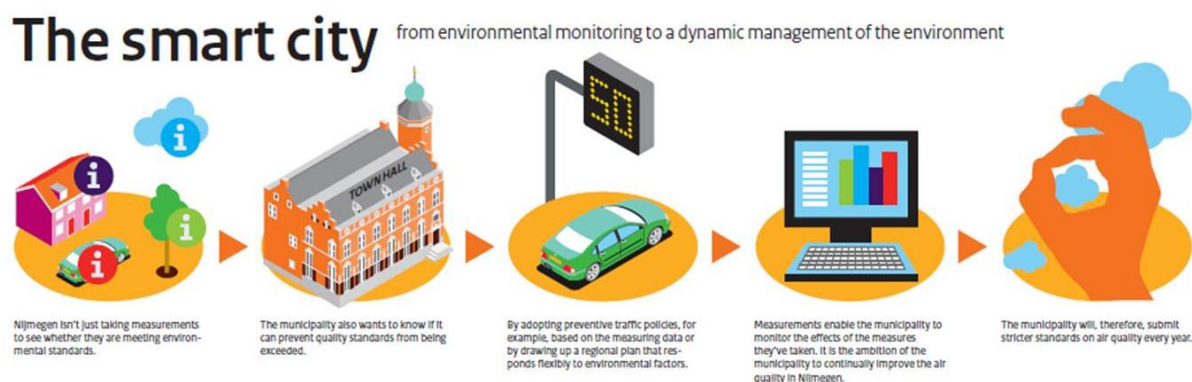 The smart city
from environmental monitoring to a dynamic management of the environment
i
i
i
i
TOWN HALL
50
Nijmegen isn't just taking measurements
to see whether they are meeting environ-
mental standards.
The municipality also wants to know if it
can prevent quality standards from being
exceeded.
By adopting preventive traffic policies, for
example, based on the measuring data or
by drawing up a regional plan that res-
ponds flexibly to environmental factors.
Measurements enable the municipality to
monitor the effects of the measures
they've taken. It is the ambition of the
municipality to continually improve the air
quality in Nijmegen.
The municipality will, therefore, submit
stricter standards on air quality every year.